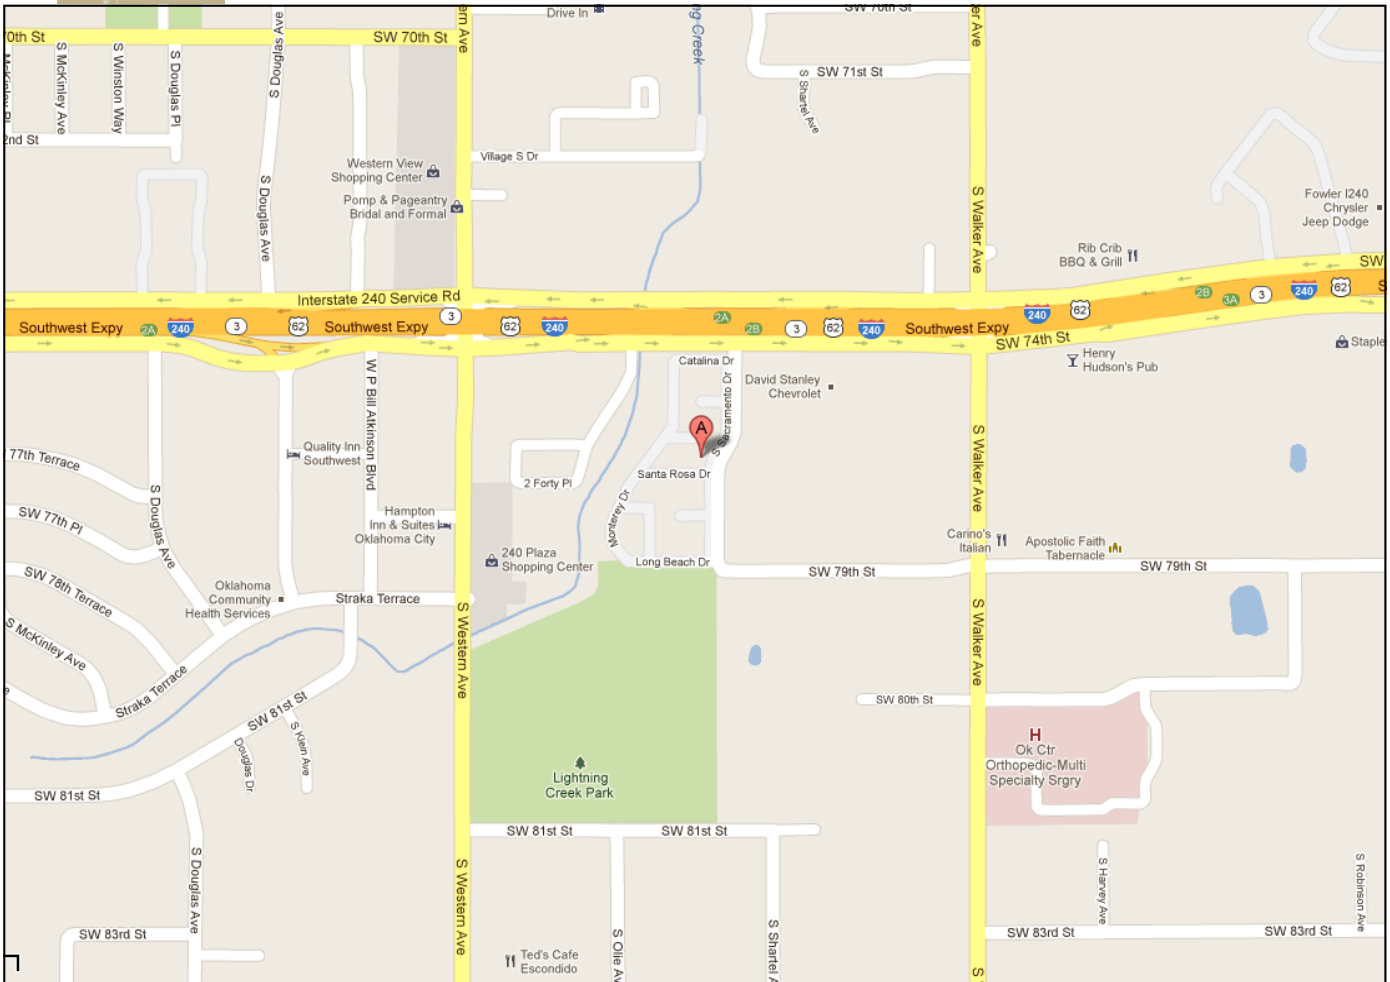 Drive In
SW 70th St
0th St
SW 70th St
ern Ave
ng Creek
er Ave
S Douglas Ave
S McKinley Ave
S Winston Way
S Douglas Pl
SW 71st St
S Shartel Ave
2nd St
Village S Dr
Western View
Shopping Center
Pomp & Pageantry
Bridal and Formal
S Douglas Ave
S Walker Ave
Fowler I240
Chrysler
Jeep Dodge
Rib Crib
BBQ & Grill
SW
Interstate 240 Service Rd
2B
3A
3
240
62
S
240
62
Southwest Expy
2A
240
3
62
Southwest Expy
3
62
240
2A
2B
3
62
240
Southwest Expy
SW 74th St
Staple
Henry
Hudson's Pub
Catalina Dr
David Stanley
Chevrolet
W P Bill Atkinson Blvd
S Sacramento Dr
A
Quality Inn
Southwest
77th Terrace
S Walker Ave
Santa Rosa Dr
2 Forty Pl
S Douglas Ave
Monterey Dr
SW 77th Pl
Hampton
Inn & Suites
Oklahoma City
Carino's
Italian
Apostolic Faith
Tabernacle
240 Plaza
Shopping Center
Long Beach Dr
SW 79th St
SW 79th St
SW 78th Terrace
Oklahoma
Community
Health Services
Straka Terrace
S Western Ave
S Walker Ave
S McKinley Ave
Straka Terrace
SW 80th St
SW 81st St
S Klein Ave
Douglas Dr
H
Ok Ctr
Orthopedic-Multi
Specialty Srgry
Lightning
Creek Park
SW 81st St
SW 81st St
SW 81st St
S Douglas Ave
S Western Ave
S Harvey Ave
S Robinson Ave
SW 83rd St
S Olie Av
S Shartel A
SW 83rd St
SW 83rd St
Ted's Cafe
Escondido
S